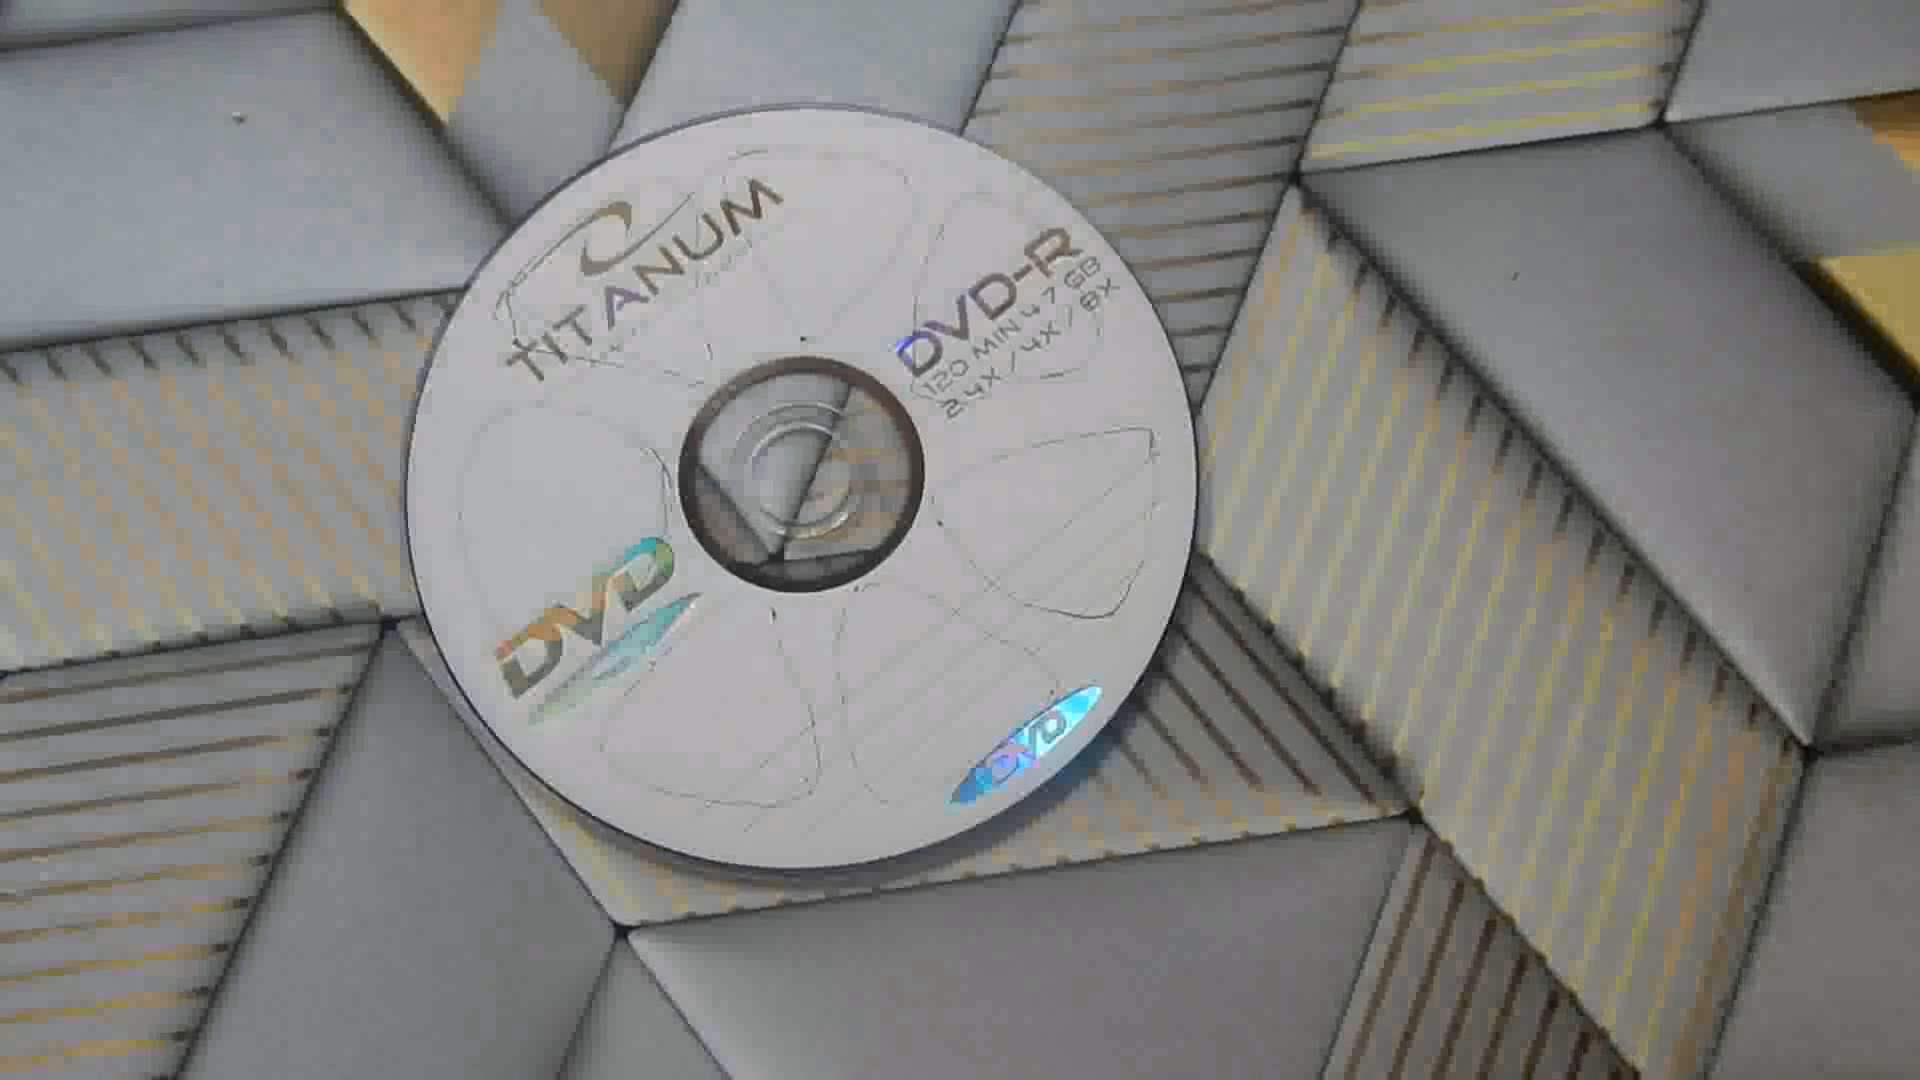 TITANUM
DVD-R
120 MIN 4.7 GB
2.4X / 4X / 8X
DVD
DVD